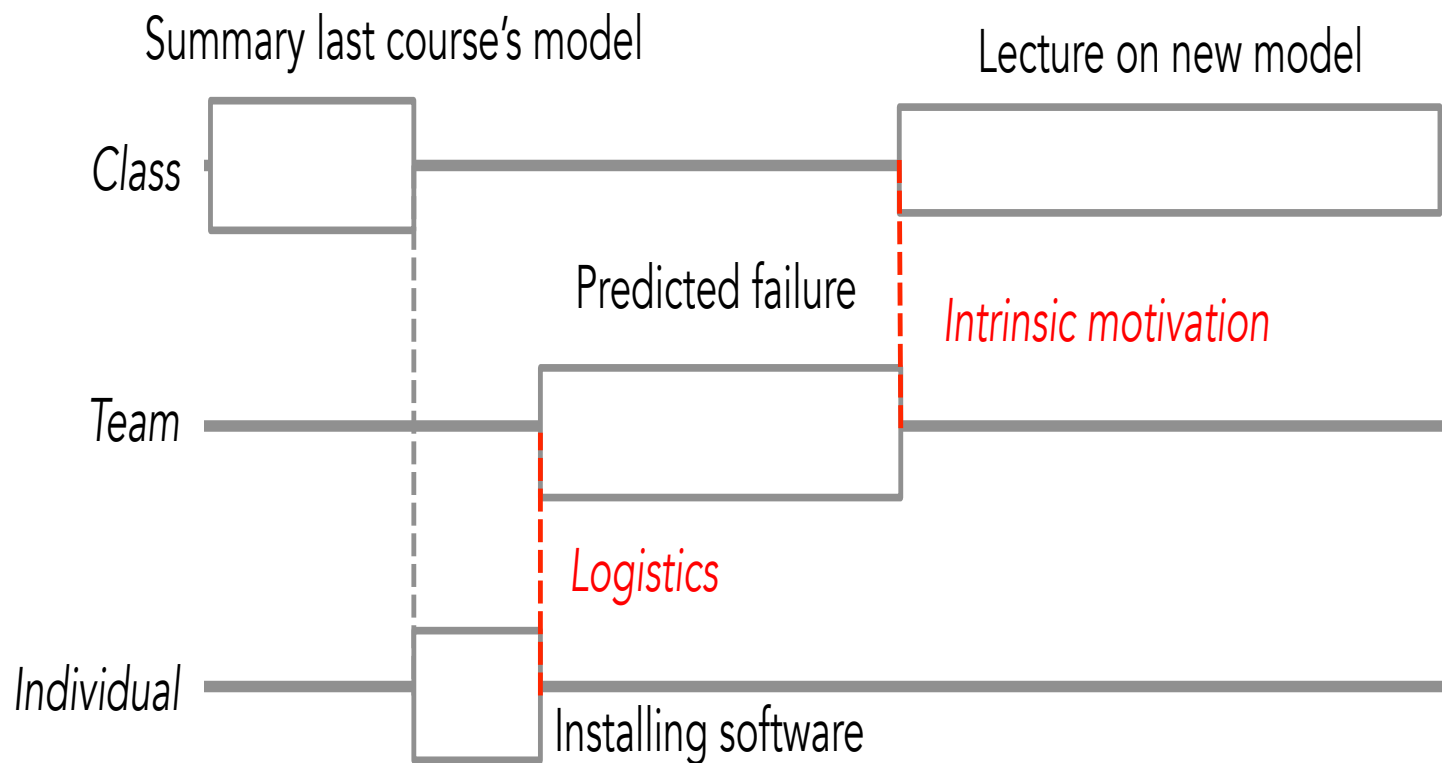 Summary last course's model
Lecture on new model
Class
Predicted failure
Intrinsic motivation
Team
Logistics
Individual
Installing software